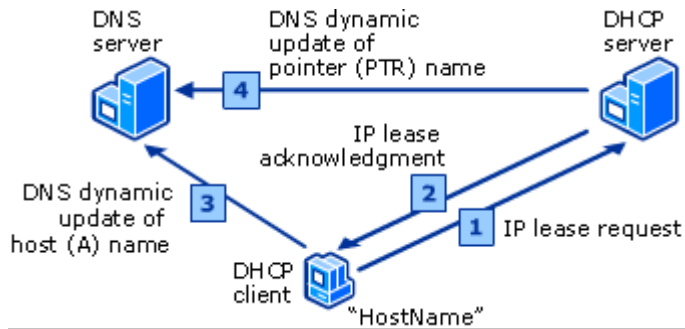 DNS
server
DNS dynamic
update of
pointer (PTR) name
DHCP
server
4
IP lease
acknowledgment
DNS dynamic
update of
host (A) name
3
2
1
IP lease request
DHCP
client
"HostName"